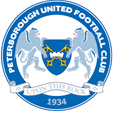 PETERBOROUGH UNITED FOOTBALL CLUB
UPON THIS ROCK
1934